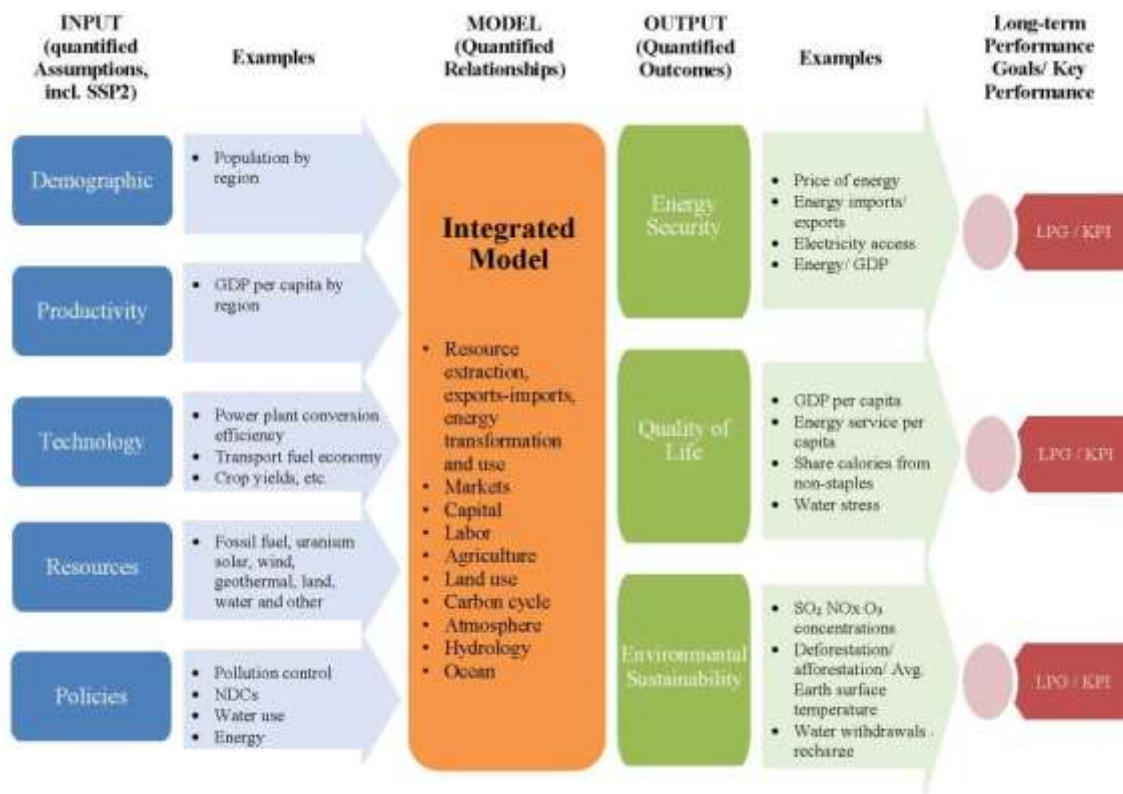 INPUT
(quantified
Assumptions,
incl. SSP2)
Examples
MODEL
(Quantified
Relationships)
OUTPUT
(Quantified
Outcomes)
Examples
Long-term
Performance
Goals/ Key
Performance
Demographic
• Population by
region
Productivity
• GDP per capita by
region
Technology
• Power plant conversion
efficiency
• Transport fuel economy
• Crop yields, etc.
Resources
• Fossil fuel, uranium
solar, wind,
geothermal, land,
water and other
Policies
• Pollution control
• NDCs
• Water use
• Energy
Integrated
Model
• Resource
extraction,
exports-imports,
energy
transformation
and use
• Markets
• Capital
• Labor
• Agriculture
• Land use
• Carbon cycle
• Atmosphere
• Hydrology
• Ocean
Energy
Security
• Price of energy
• Energy imports/
exports
• Electricity access
• Energy/ GDP
LPG / KPI
Quality of
Life
• GDP per capita
• Energy service per
capita
• Share calories from
non-staples
• Water stress
LPG / KPI
Environmental
Sustainability
• SO₂ NOx O₃
concentrations
• Deforestation/
afforestation/ Avg.
Earth surface
temperature
• Water withdrawals
recharge
LPG / KPI